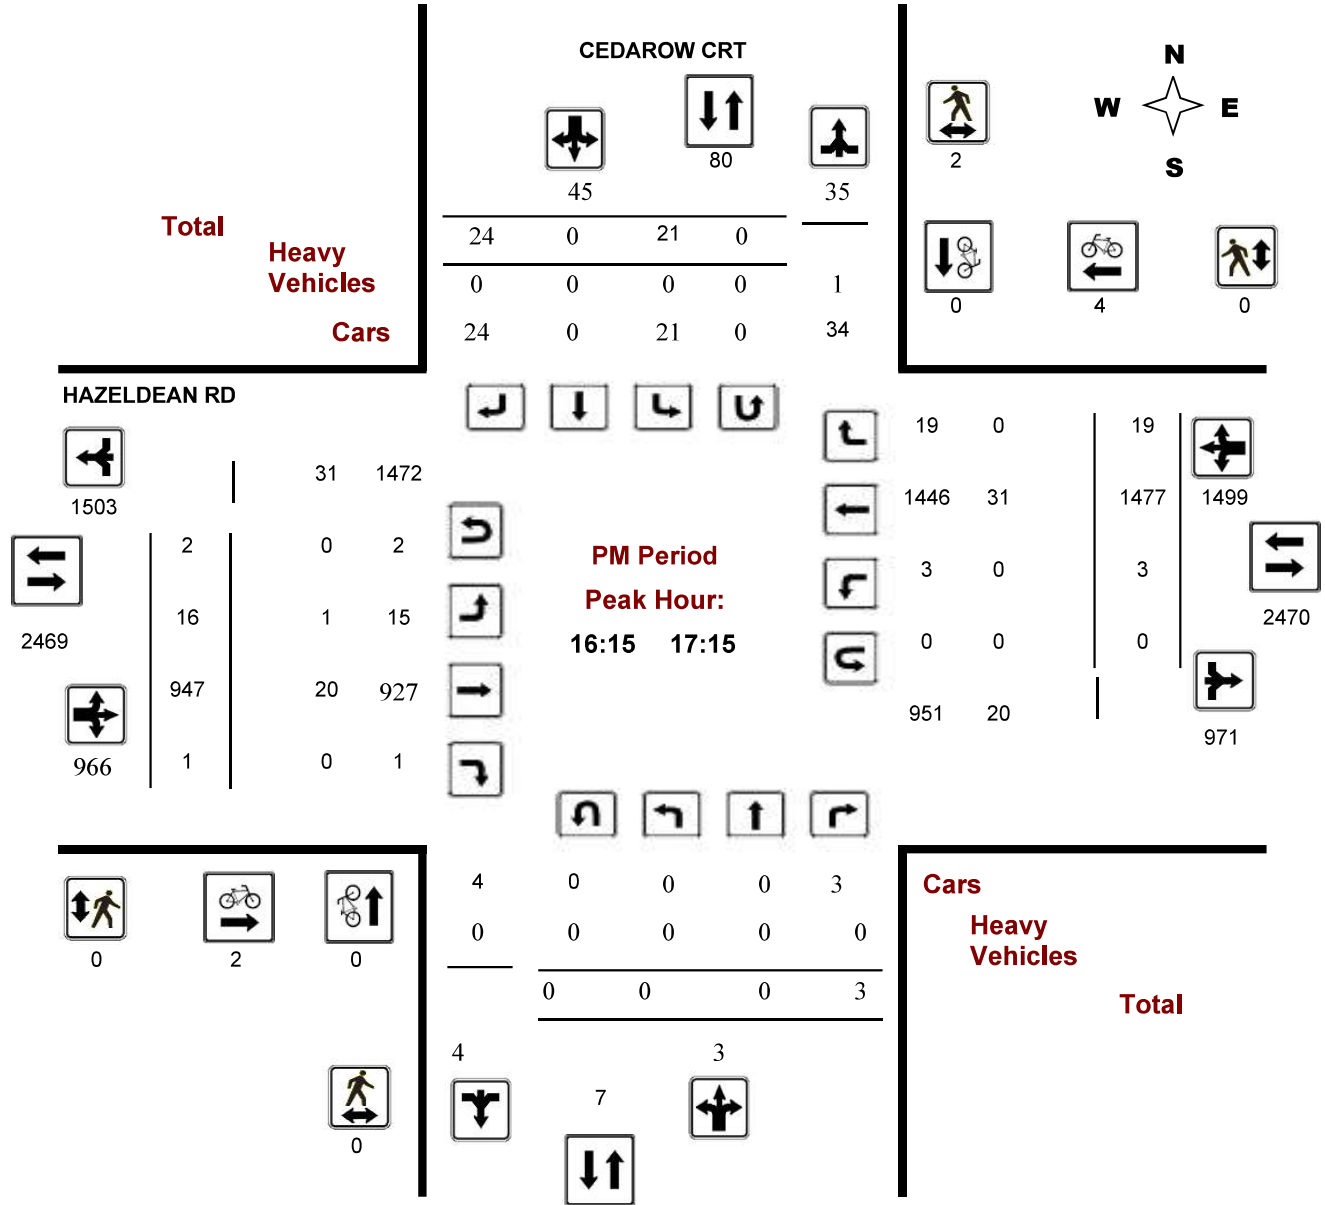 CEDAROW CRT
N
W E
S
80
2
45 35
Total
24 0 21 0
Heavy
Vehicles
0 0 0 0 1
0 4 0
Cars
24 0 21 0 34
HAZELDEAN RD
19 0 19
31 1472
1503
1446 31 1477 1499
2 0 2
PM Period
3 0 3
Peak Hour:
16 1 15
2469
2470
16:15 17:15
0 0 0
947 20 927
951 20
971
966 1 0 1
4 0 0 0 3
Cars
0 0 0 0 0
Heavy
Vehicles
0 2 0
0 0 0 3
Total
4 3
7
0